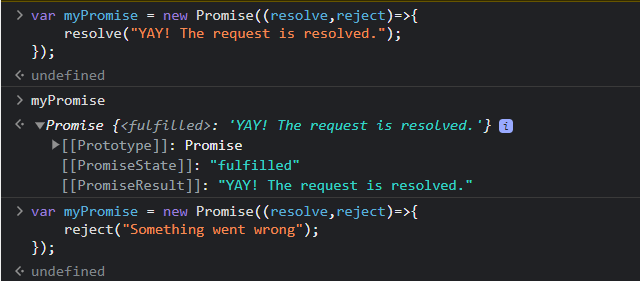 > var myPromise = new Promise((resolve,reject)=>{
    resolve("YAY! The request is resolved.");
});
<· undefined
> myPromise
<· ▼Promise {<fulfilled>: 'YAY! The request is resolved.'} i
▶[[Prototype]]: Promise
[[PromiseState]]: "fulfilled"
[[PromiseResult]]: "YAY! The request is resolved."
> var myPromise = new Promise((resolve,reject)=>{
    reject("Something went wrong");
});
<· undefined